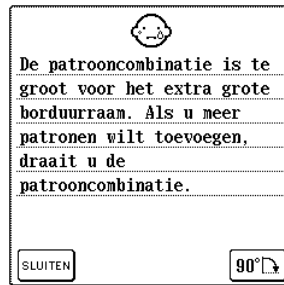 De patrooncombinatie is te
groot voor het extra grote
borduurraam. Als u meer
patronen wilt toevoegen,
draait u de
patrooncombinatie.
SLUITEN
90°